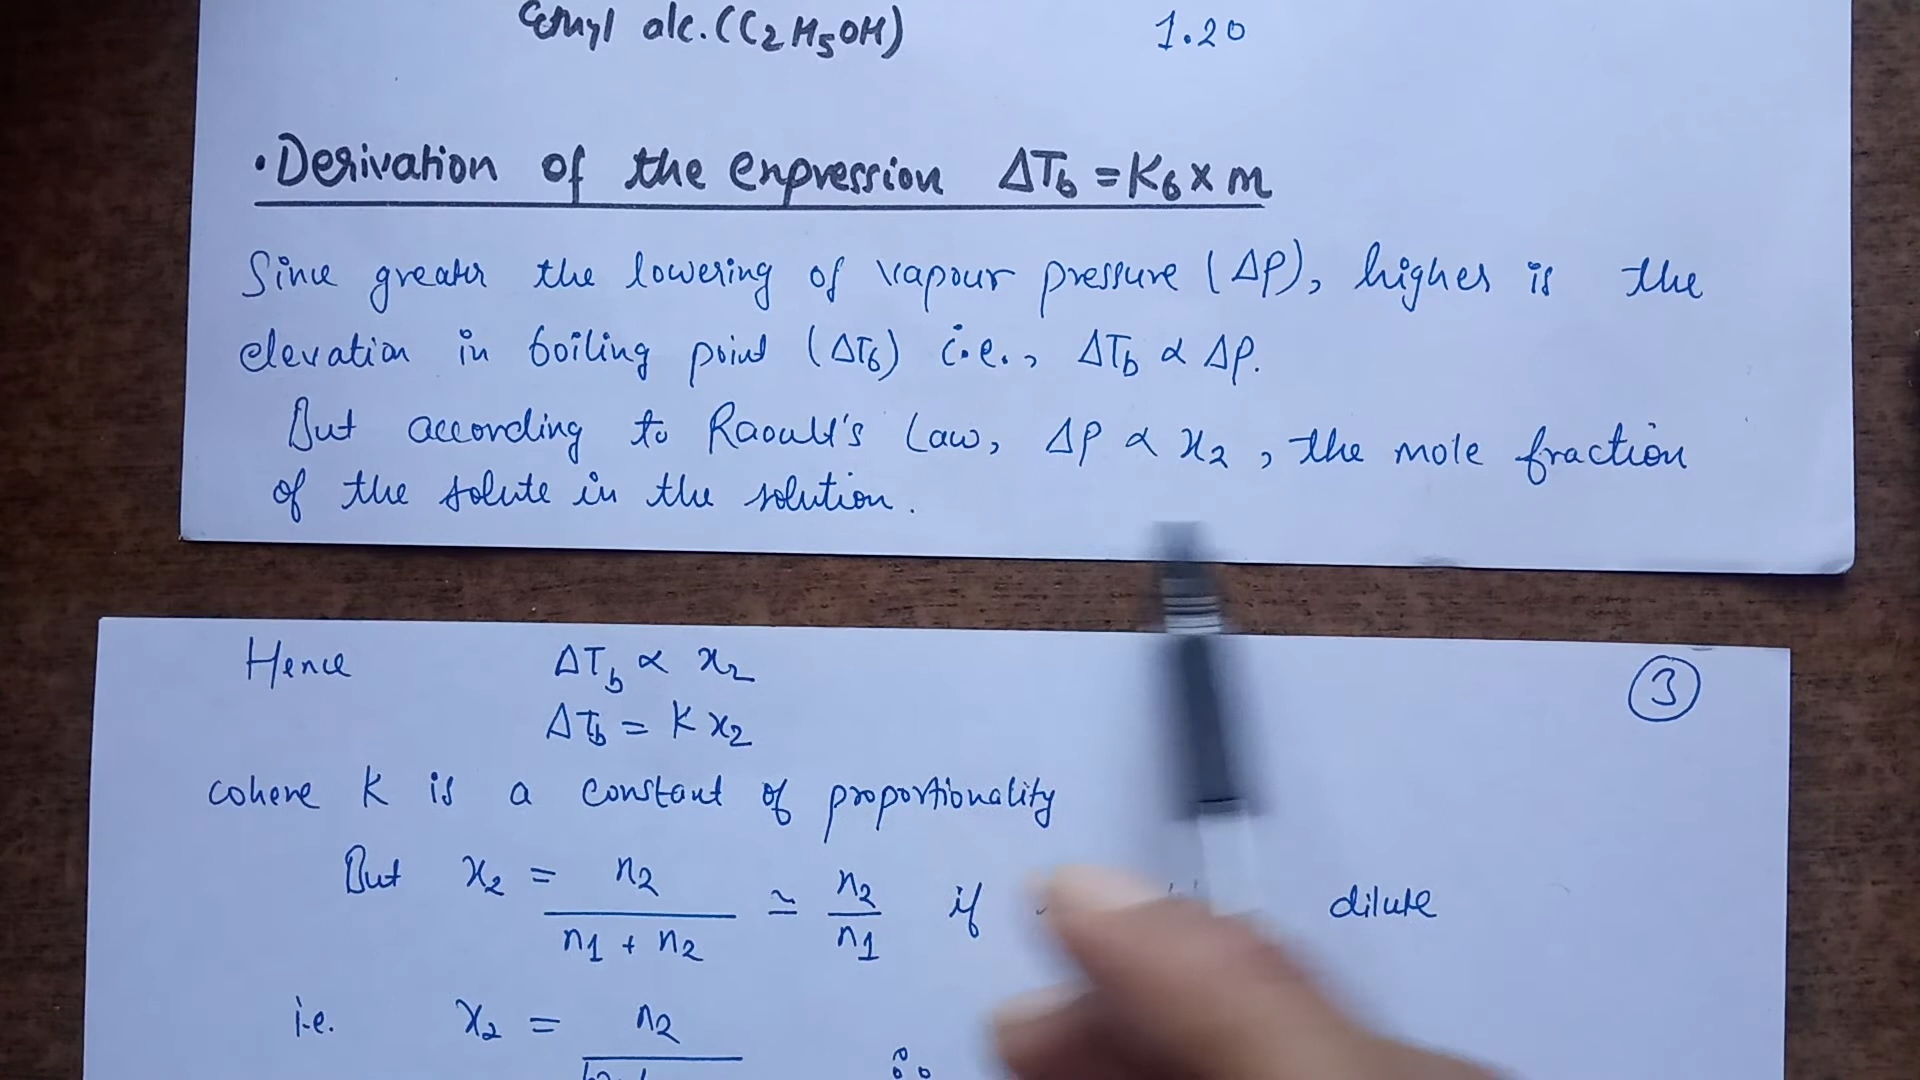 alc. (C2H5OH) 1.20
• Derivation of the enpression ΔTb = Kb x m
Since greater the lowering of vapour pressure (ΔP), higher is the
elevation in boiling point (ΔTb) i.e., ΔTb ∝ ΔP.
But according to Raoult's Law, ΔP ∝ x2, the mole fraction
of the solute in the solution.
Hence ΔTb ∝ x2
3
ΔTb = K x2
where K is a constant of proportionality
But x2 = n2 / n1 + n2 ≃ n2 / n1 if dilute
i.e. x2 = n2